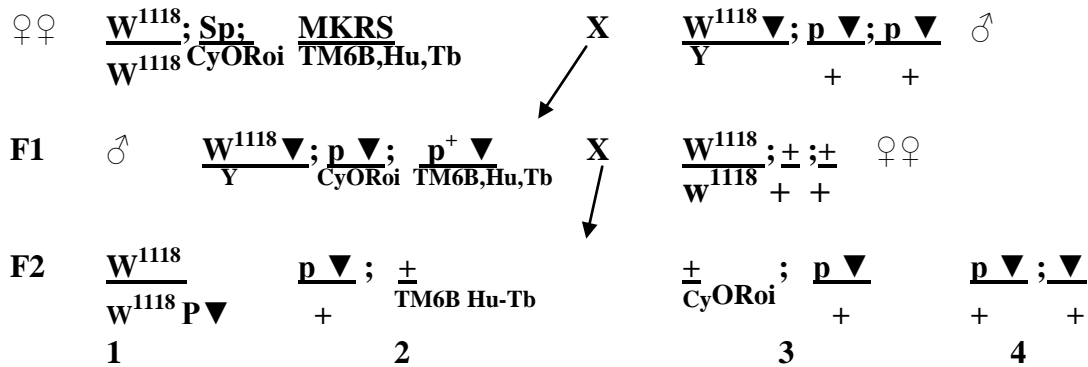 ♀♀ W¹¹¹⁸; Sp; MKRS X W¹¹¹⁸▼; p ▼; p ▼ ♂
W¹¹¹⁸ CyORoi TM6B,Hu,Tb Y + +
F1 ♂ W¹¹¹⁸▼; p ▼; p⁺ ▼ X W¹¹¹⁸; + ;+ ♀♀
Y CyORoi TM6B,Hu,Tb w¹¹¹⁸ + +
F2 W¹¹¹⁸ p ▼ ; + + ; p ▼ p ▼ ; ▼
W¹¹¹⁸ P▼ + TM6B Hu-Tb CyORoi + + +
1 2 3 4